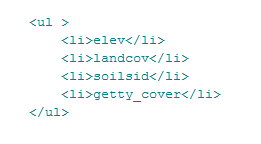 <ul >
<li>elev</li>
<li>landcov</li>
<li>soilsid</li>
<li>getty_cover</li>
</ul>